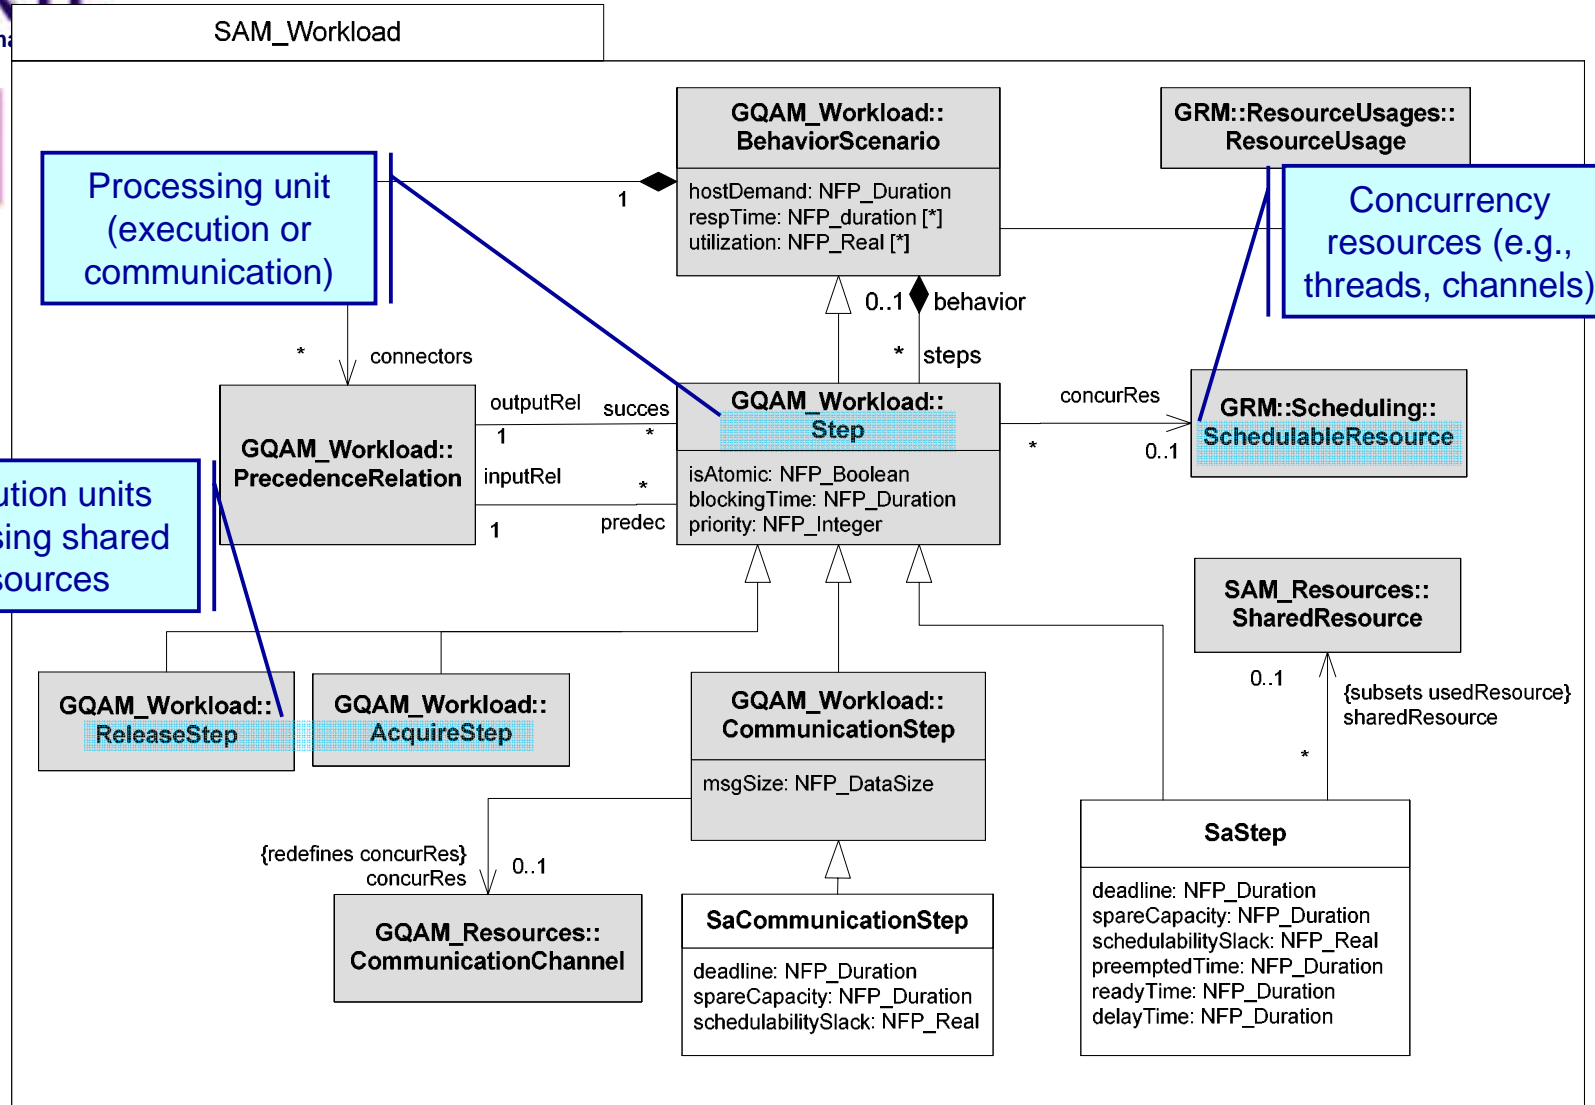 SAM_Workload
GQAM_Workload::
BehaviorScenario
hostDemand: NFP_Duration
respTime: NFP_duration [*]
utilization: NFP_Real [*]
GRM::ResourceUsages::
ResourceUsage
Processing unit
(execution or
communication)
1
Concurrency
resources (e.g.,
threads, channels)
0..1
behavior
*
connectors
*
steps
GQAM_Workload::
PrecedenceRelation
outputRel
succes
1
*
inputRel
*
1
predec
GQAM_Workload::
Step
isAtomic: NFP_Boolean
blockingTime: NFP_Duration
priority: NFP_Integer
concurRes
*
0..1
GRM::Scheduling::
SchedulableResource
units
shared
SAM_Resources::
SharedResource
0..1
{subsets usedResource}
sharedResource
*
GQAM_Workload::
ReleaseStep
GQAM_Workload::
AcquireStep
GQAM_Workload::
CommunicationStep
msgSize: NFP_DataSize
{redefines concurRes}
concurRes
0..1
GQAM_Resources::
CommunicationChannel
SaCommunicationStep
deadline: NFP_Duration
spareCapacity: NFP_Duration
schedulabilitySlack: NFP_Real
SaStep
deadline: NFP_Duration
spareCapacity: NFP_Duration
schedulabilitySlack: NFP_Real
preemptedTime: NFP_Duration
readyTime: NFP_Duration
delayTime: NFP_Duration